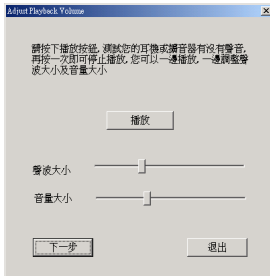 Adjust Playback Volume
請按下播放按鈕, 測試您的耳機或擴音器有沒有聲音,
再按一次即可停止播放, 您可以一邊播放, 一邊調整聲
波大小及音量大小
播放
聲波大小
音量大小
下一步
退出